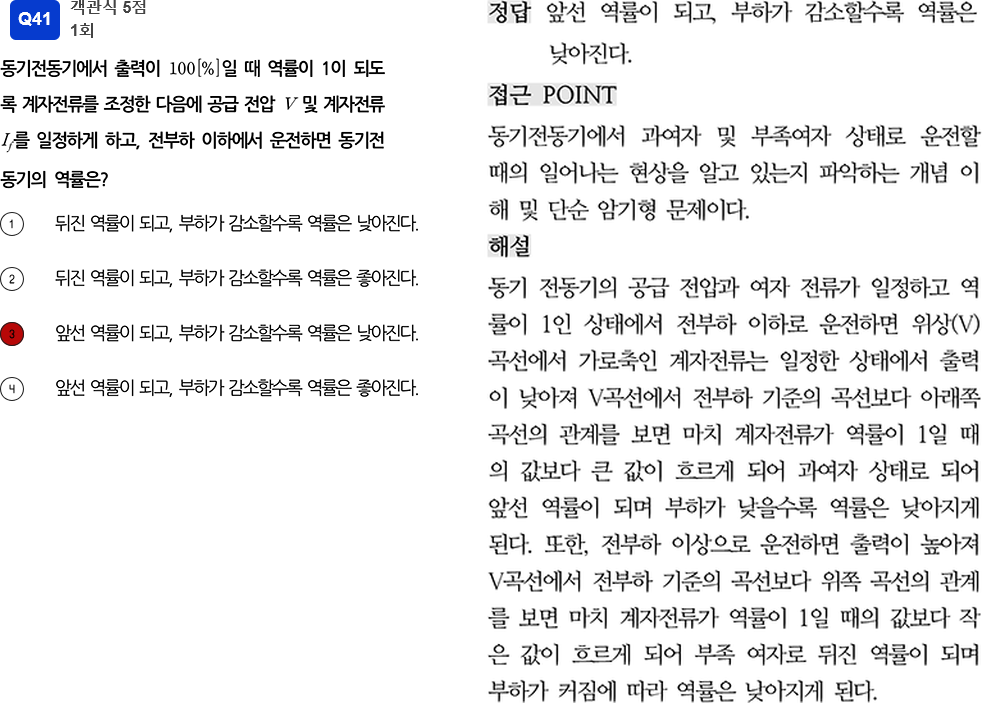 Q41
객관식 5점
1회
동기전동기에서 출력이 100[%]일 때 역률이 1이 되도
록 계자전류를 조정한 다음에 공급 전압 V 및 계자전류
I_f를 일정하게 하고, 전부하 이하에서 운전하면 동기전
동기의 역률은?
1 뒤진 역률이 되고, 부하가 감소할수록 역률은 낮아진다.
2 뒤진 역률이 되고, 부하가 감소할수록 역률은 좋아진다.
3 앞선 역률이 되고, 부하가 감소할수록 역률은 낮아진다.
4 앞선 역률이 되고, 부하가 감소할수록 역률은 좋아진다.
정답 앞선 역률이 되고, 부하가 감소할수록 역률은
낮아진다.
접근 POINT
동기전동기에서 과여자 및 부족여자 상태로 운전할
때의 일어나는 현상을 알고 있는지 파악하는 개념 이
해 및 단순 암기형 문제이다.
해설
동기 전동기의 공급 전압과 여자 전류가 일정하고 역
률이 1인 상태에서 전부하 이하로 운전하면 위상(V)
곡선에서 가로축인 계자전류는 일정한 상태에서 출력
이 낮아져 V곡선에서 전부하 기준의 곡선보다 아래쪽
곡선의 관계를 보면 마치 계자전류가 역률이 1일 때
의 값보다 큰 값이 흐르게 되어 과여자 상태로 되어
앞선 역률이 되며 부하가 낮을수록 역률은 낮아지게
된다. 또한, 전부하 이상으로 운전하면 출력이 높아져
V곡선에서 전부하 기준의 곡선보다 위쪽 곡선의 관계
를 보면 마치 계자전류가 역률이 1일 때의 값보다 작
은 값이 흐르게 되어 부족 여자로 뒤진 역률이 되며
부하가 커짐에 따라 역률은 낮아지게 된다.